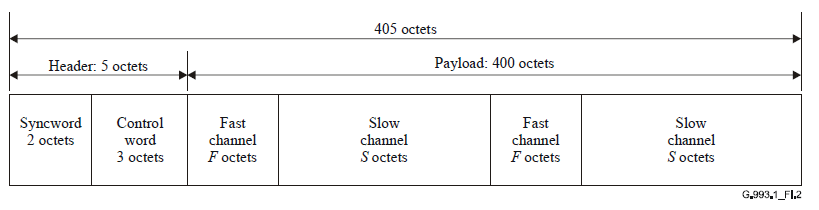 405 octets
Header: 5 octets
Payload: 400 octets
Syncword
2 octets
Control
word
3 octets
Fast
channel
F octets
Slow
channel
S octets
Fast
channel
F octets
Slow
channel
S octets
G.993.1_FI.2